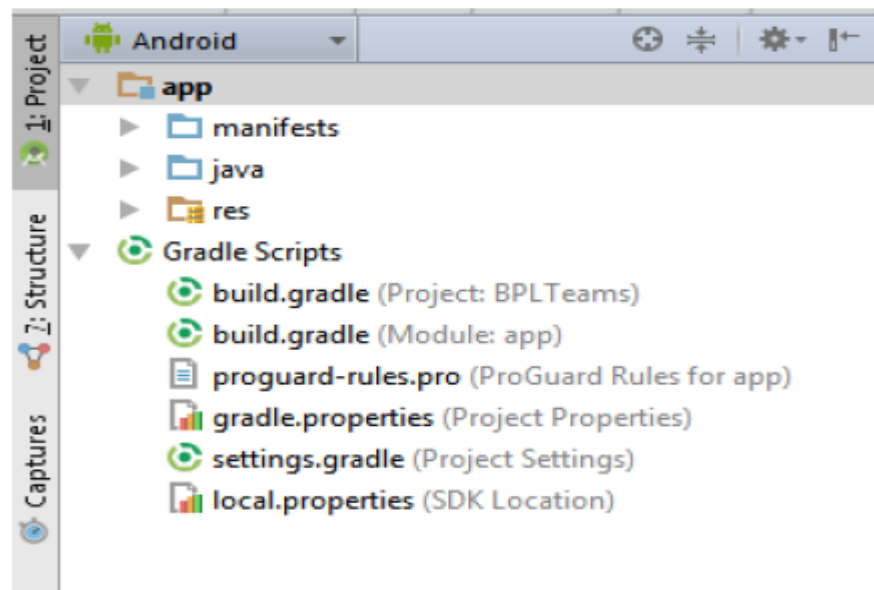 Android
1: Project
app
manifests
java
res
7: Structure
Gradle Scripts
build.gradle (Project: BPLTeams)
build.gradle (Module: app)
proguard-rules.pro (ProGuard Rules for app)
gradle.properties (Project Properties)
Captures
settings.gradle (Project Settings)
local.properties (SDK Location)